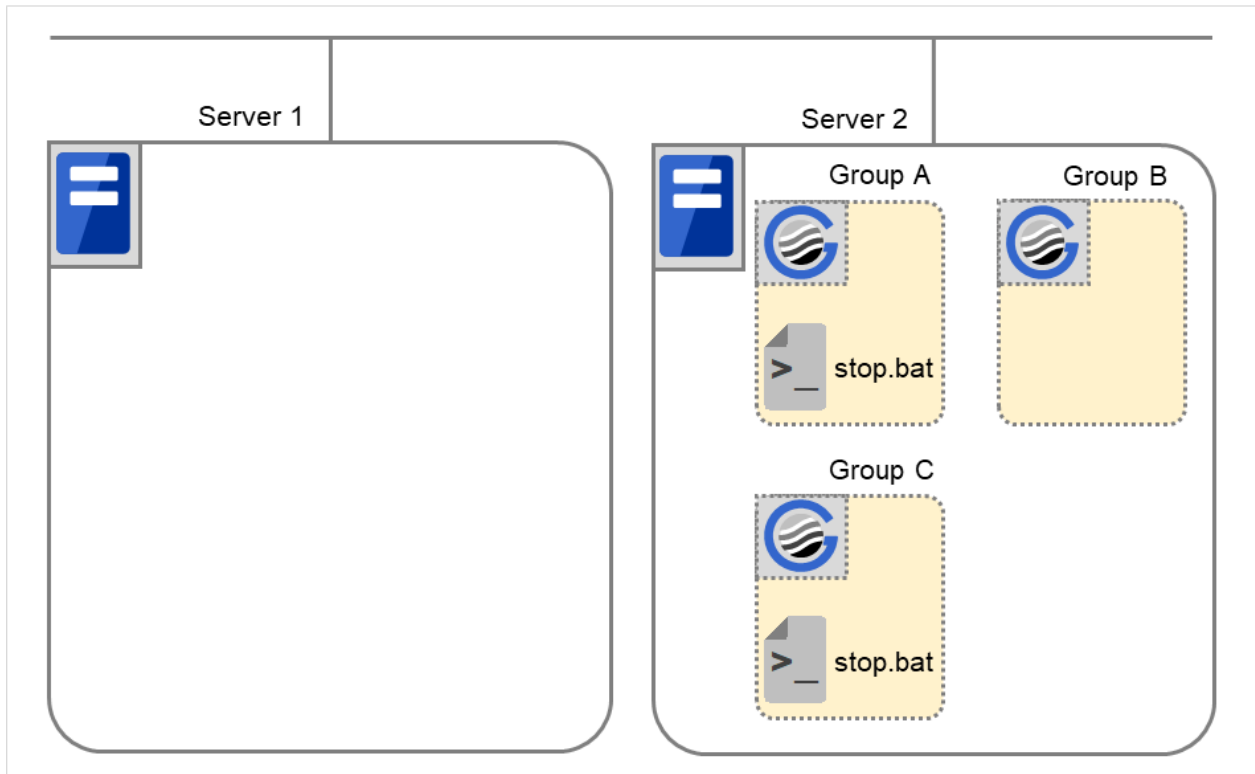 Server 1
Server 2
Group A
Group B
>_ stop.bat
Group C
>_ stop.bat